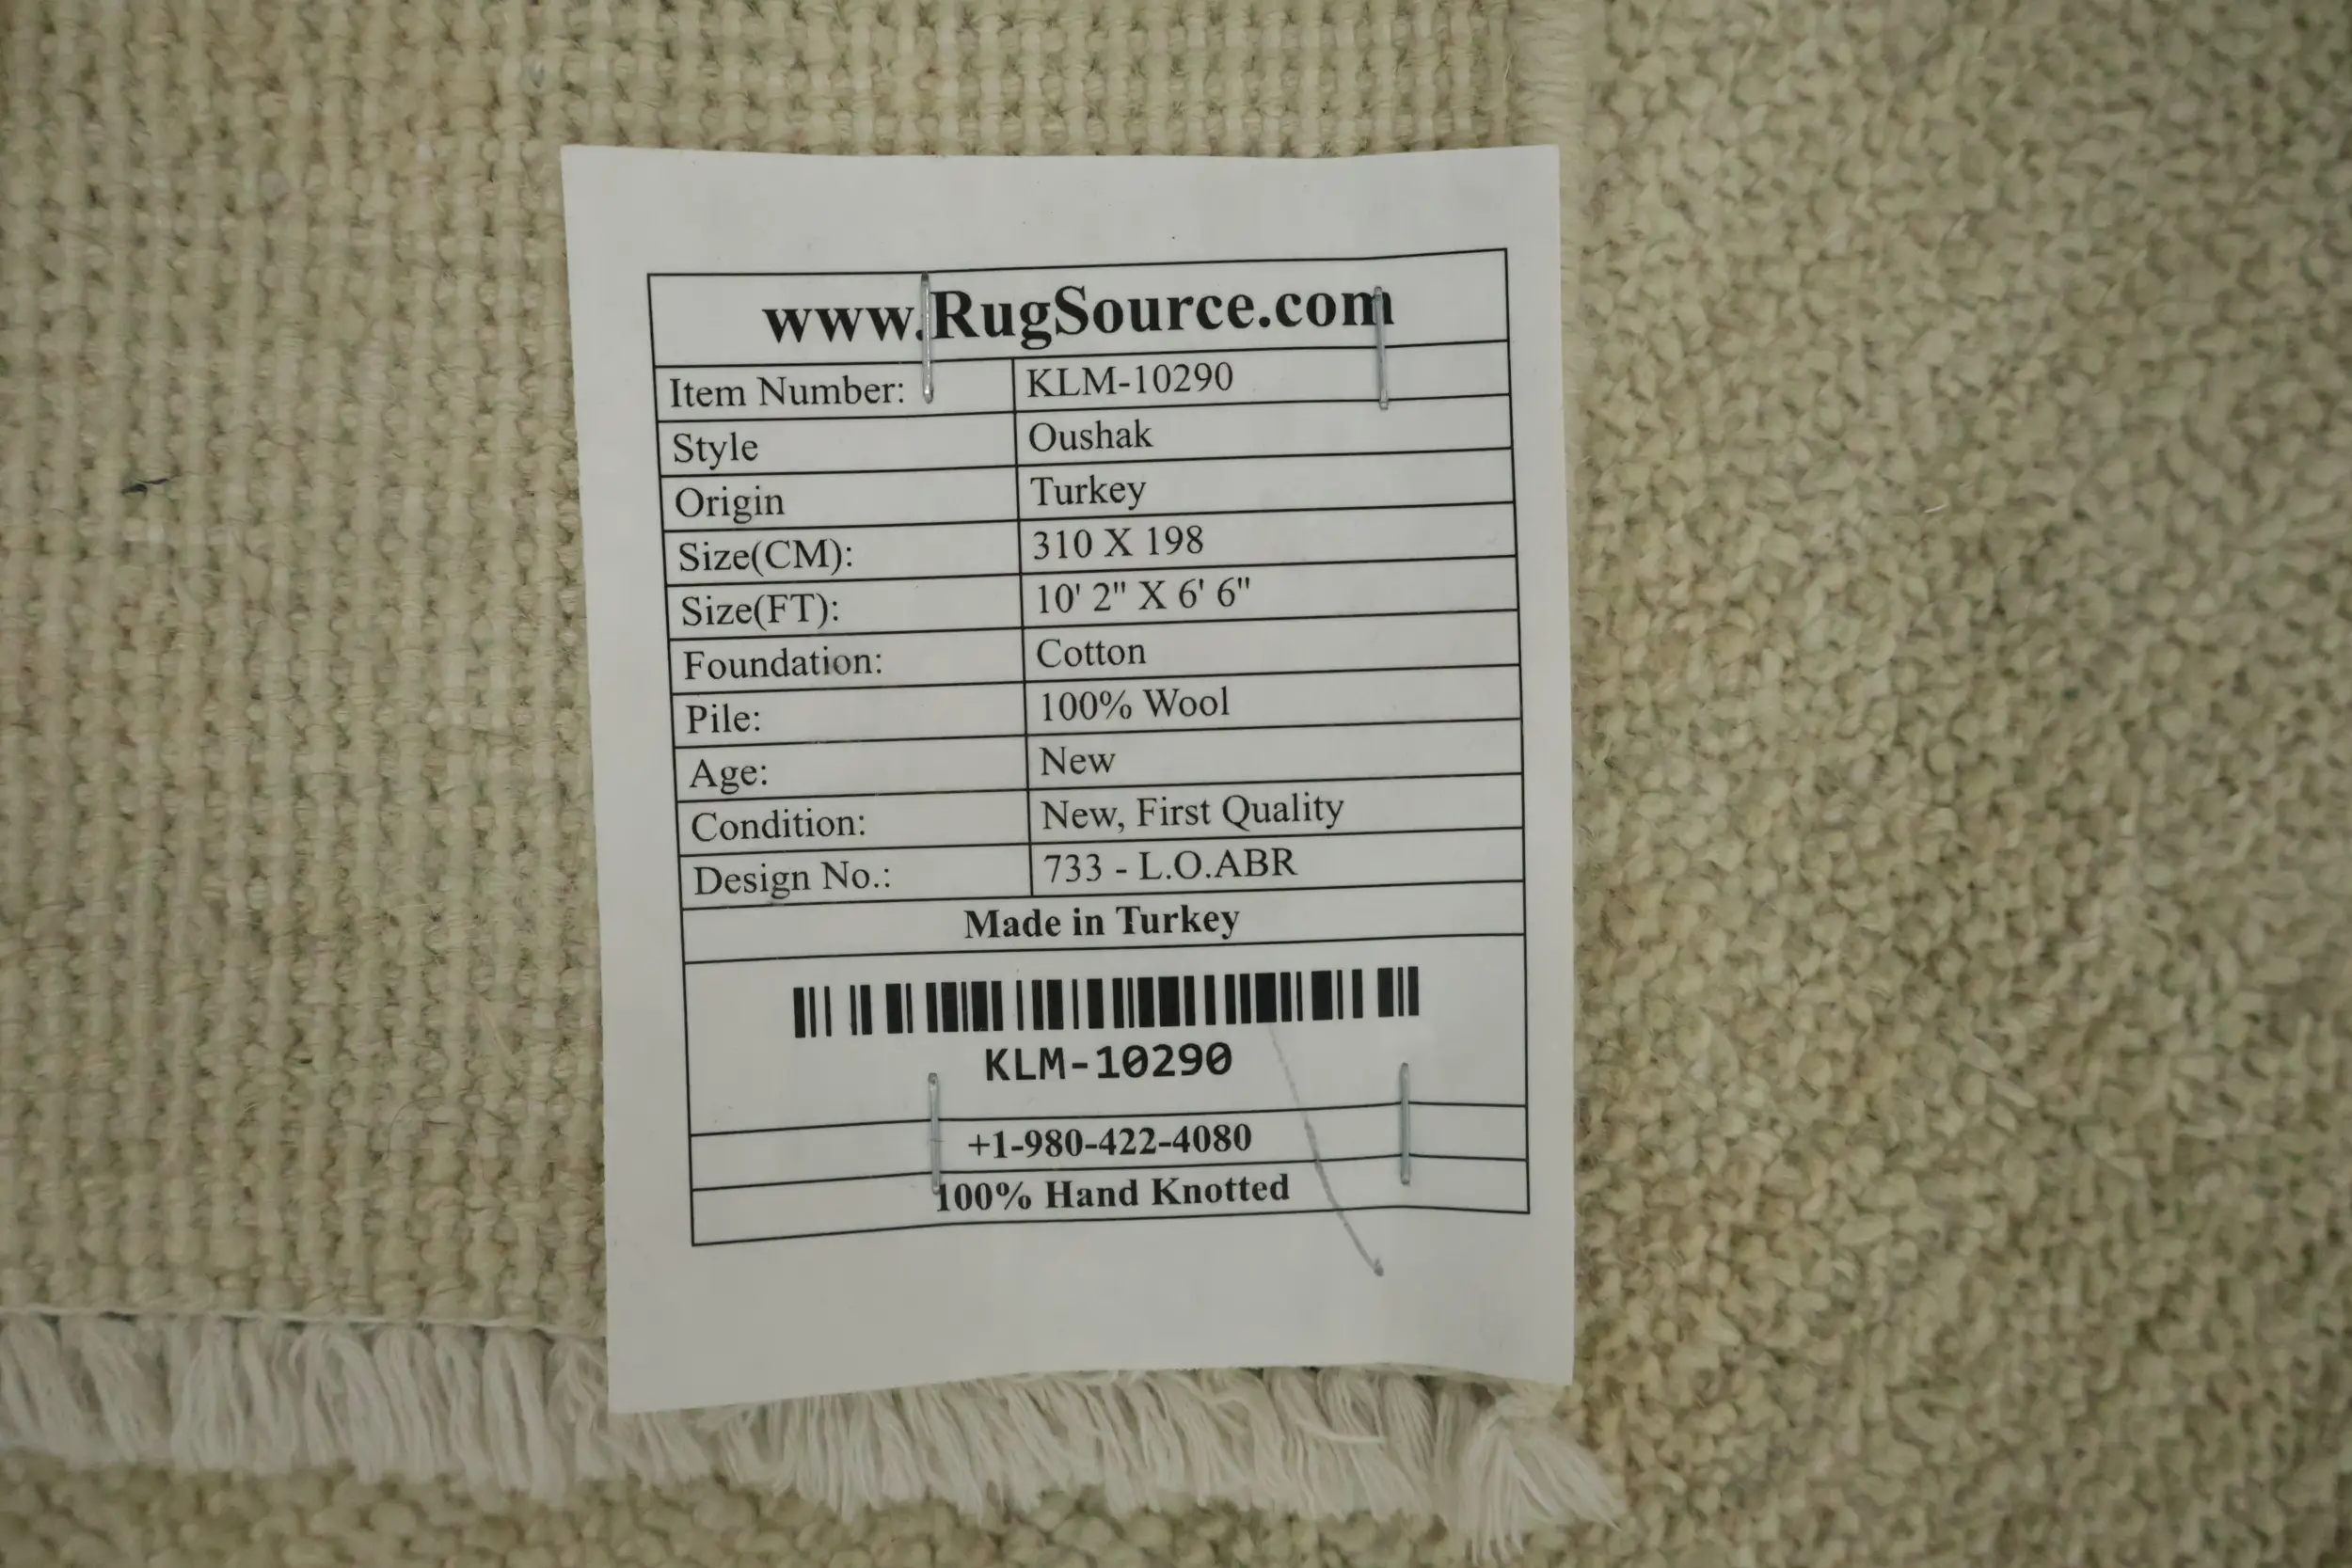 www.RugSource.com
Item Number: KLM-10290
Style Oushak
Origin Turkey
Size(CM): 310 X 198
Size(FT): 10' 2" X 6' 6"
Foundation: Cotton
Pile: 100% Wool
Age: New
Condition: New, First Quality
Design No.: 733 - L.O.ABR
Made in Turkey
KLM-10290
+1-980-422-4080
100% Hand Knotted